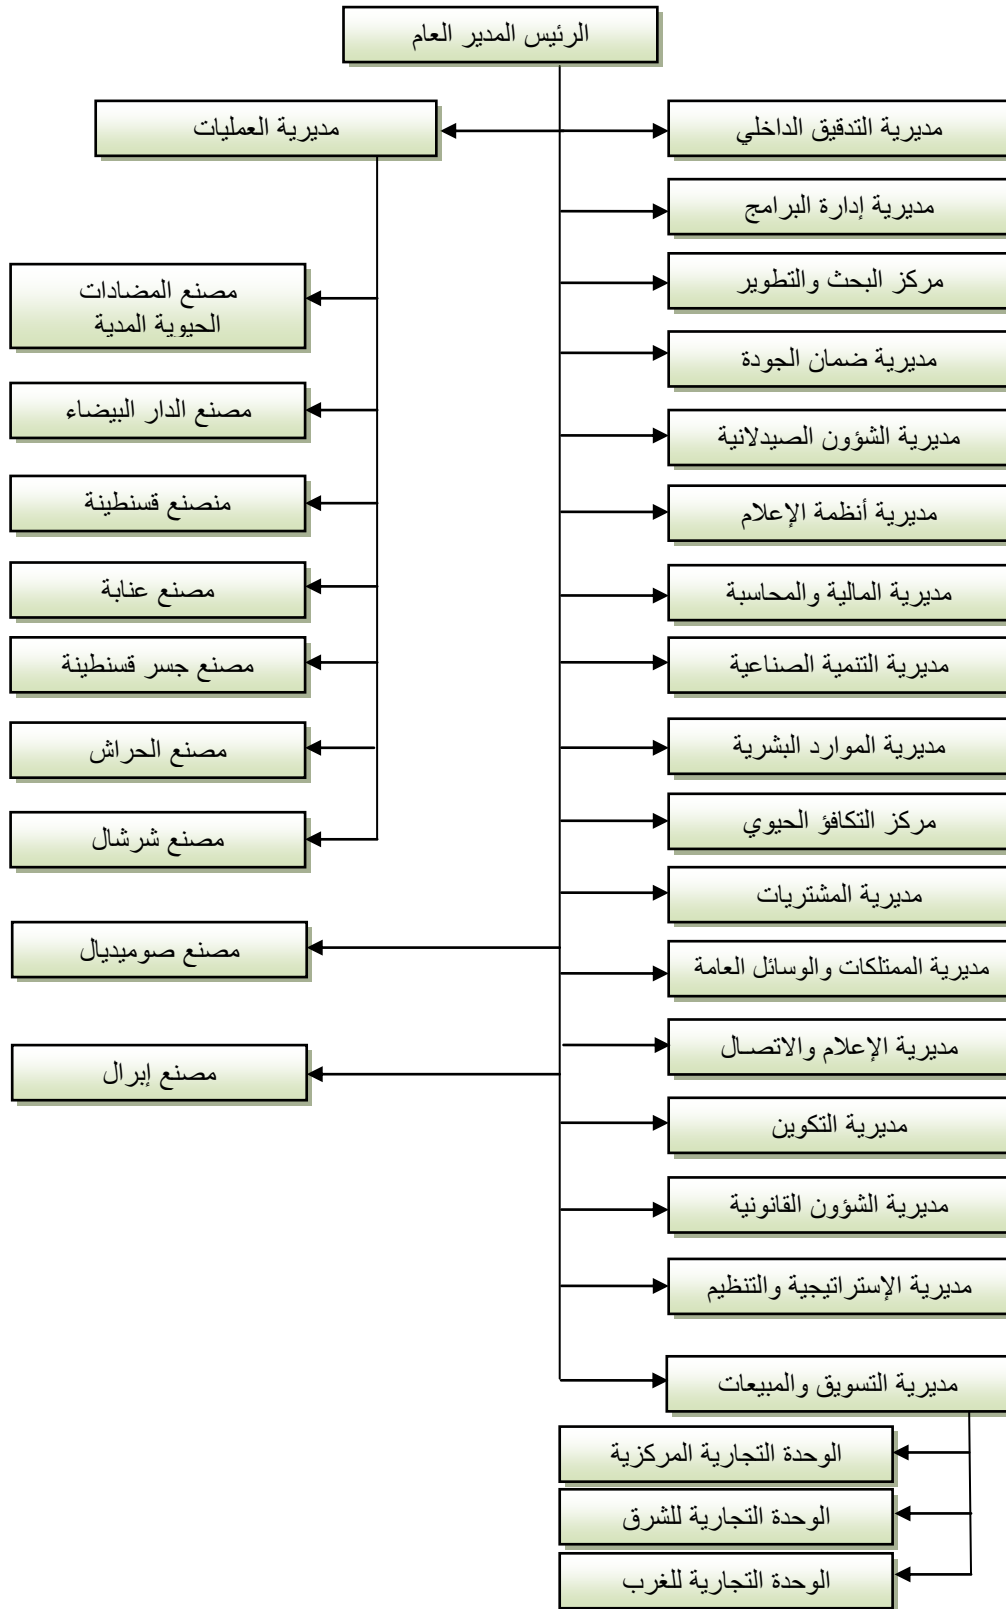 الرئيس المدير العام
مديرية التدقيق الداخلي
مديرية العمليات
مديرية إدارة البرامج
مركز البحث والتطوير
مصنع المضادات
الحيوية المدية
مديرية ضمان الجودة
مصنع الدار البيضاء
مديرية الشؤون الصيدلانية
منصنع قسنطينة
مديرية أنظمة الإعلام
مصنع عنابة
مديرية المالية والمحاسبة
مصنع جسر قسنطينة
مديرية التنمية الصناعية
مصنع الحراش
مديرية الموارد البشرية
مصنع شرشال
مركز التكافؤ الحيوي
مديرية المشتريات
مصنع صوميديال
مديرية الممتلكات والوسائل العامة
مديرية الإعلام والاتصال
مصنع إبرال
مديرية التكوين
مديرية الشؤون القانونية
مديرية الإستراتيجية والتنظيم
مديرية التسويق والمبيعات
الوحدة التجارية المركزية
الوحدة التجارية للشرق
الوحدة التجارية للغرب